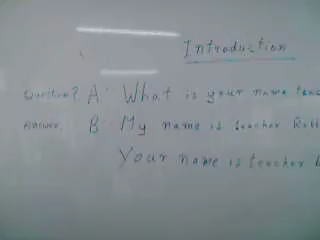 Introduction
Question? A: What is your name
Answer. B: My name is teacher
Your name is teacher